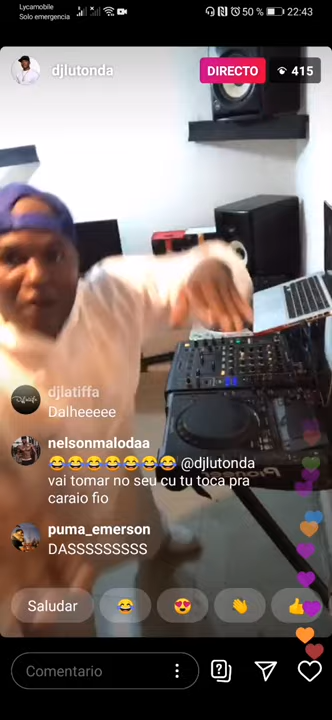 Lycamobile
Solo emergencia
50 %
22:43
djlutonda
DIRECTO
415
djlatiffa
Dalheeeee
nelsonmalodaa
😂😂😂😂😂😂😂 @djlutonda
vai tomar no seu cu tu toca pra
caraio fio
puma_emerson
DASSSSSSSSS
Saludar
Comentario